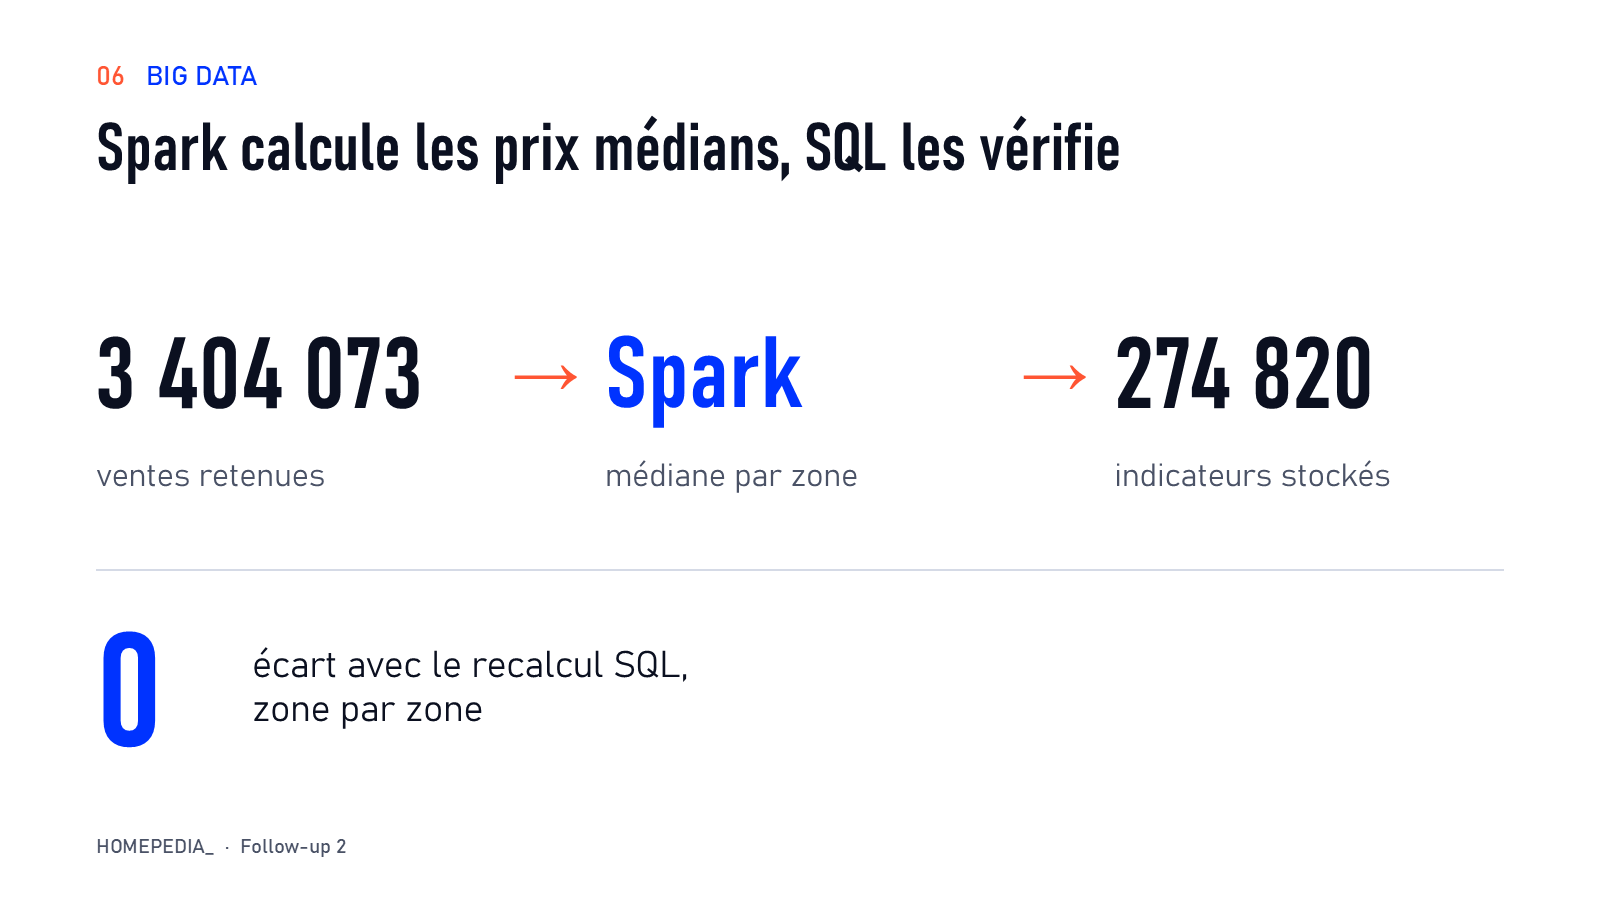 06 BIG DATA
Spark calcule les prix médians, SQL les vérifie
3 404 073 → Spark → 274 820
ventes retenues médiane par zone indicateurs stockés
0 écart avec le recalcul SQL,
zone par zone
HOMEPEDIA_ · Follow-up 2